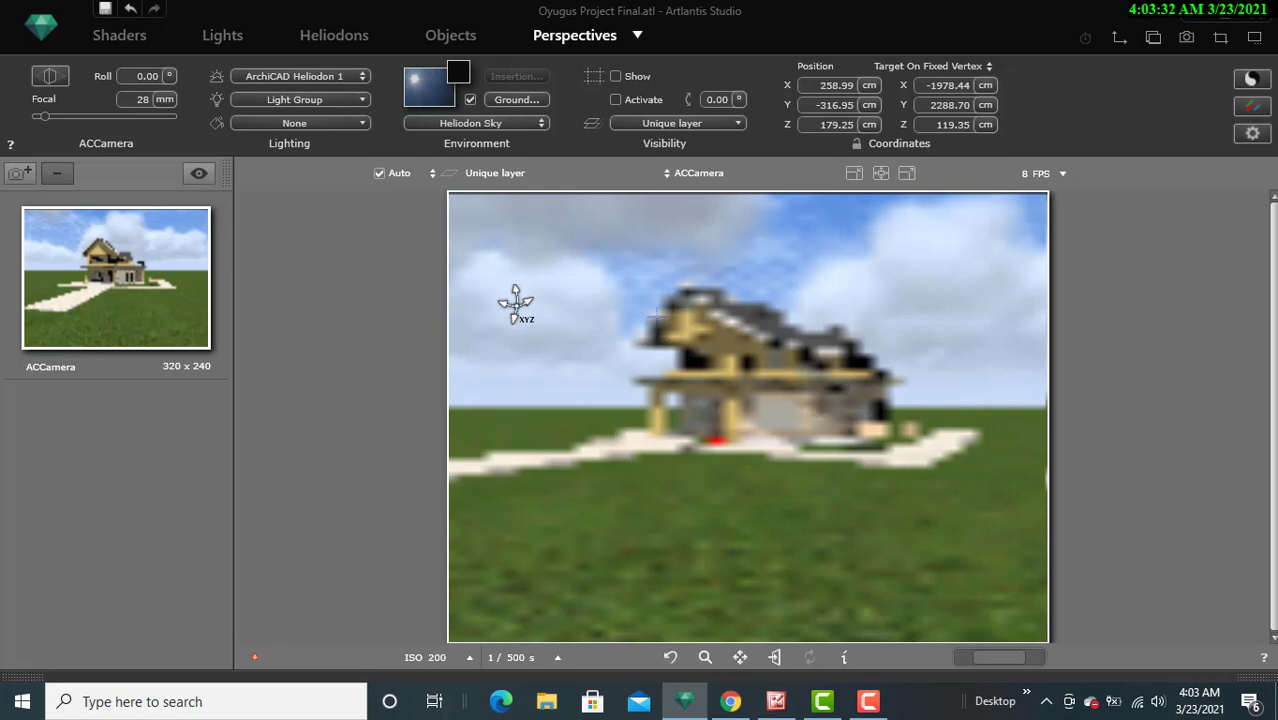 Oyugus Project Final.atl - Artlantis Studio
4:03:32 AM 3/23/2021
Shaders Lights Heliodons Objects Perspectives
Roll 0.00 °
Focal 28 mm
ACCamera
ArchiCAD Heliodon 1
Light Group
None
Lighting
Insertion...
Ground...
Heliodon Sky
Environment
Show
Activate 0.00 °
Unique layer
Visibility
Position Target On Fixed Vertex
X 258.99 cm X -1978.44 cm
Y -316.95 cm Y 2288.70 cm
Z 179.25 cm Z 119.35 cm
Coordinates
?
Auto Unique layer ACCamera 8 FPS
ACCamera 320 x 240
XYZ
ISO 200 1 / 500 s i ?
Type here to search
Desktop
4:03 AM
3/23/2021
6